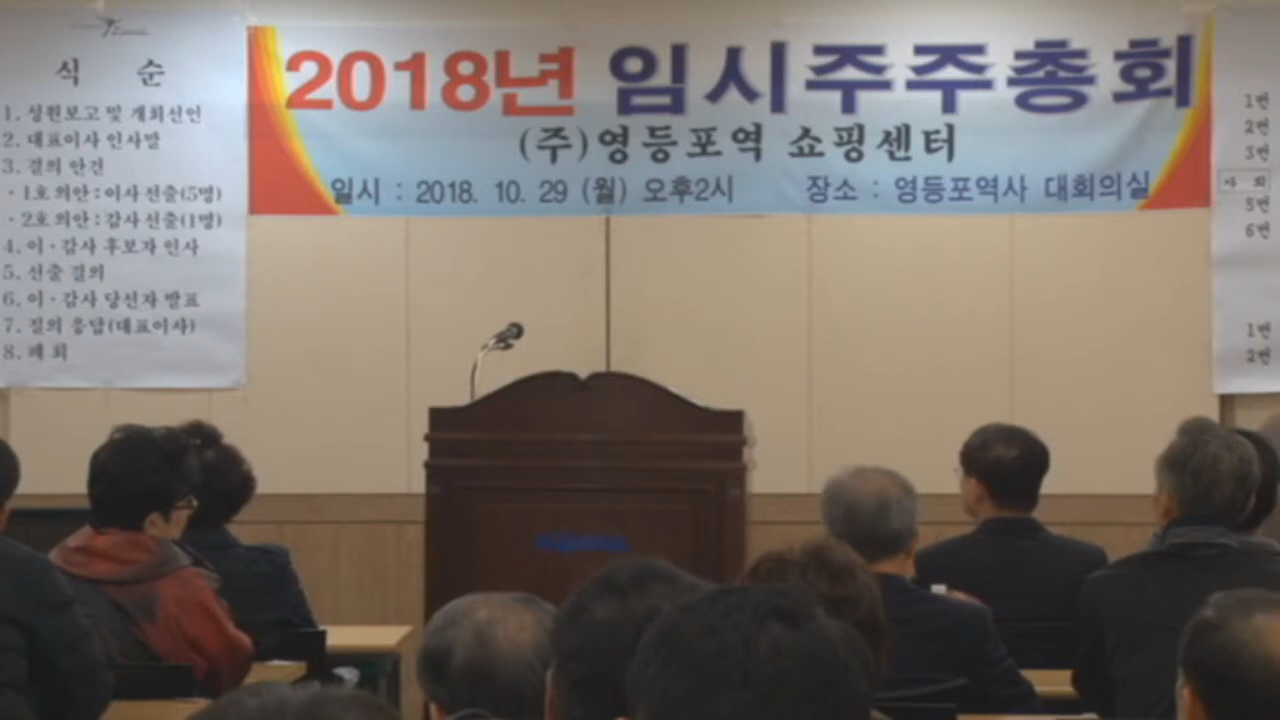 식 순
1. 성원보고 및 개회선언
2. 대표이사 인사말
3. 결의 안건
· 1호 의안 : 이사 선출(5명)
· 2호 의안 : 감사 선출(1명)
4. 이 · 감사 후보자 인사
5. 선출 결의
6. 이 · 감사 당선자 발표
7. 질의 응답(대표이사)
8. 폐 회
2018년 임시주주총회
(주)영등포역 쇼핑센터
일시 : 2018. 10. 29 (월) 오후2시 장소 : 영등포역사 대회의실
1번
2번
3번
사 퇴
5번
6번
1번
2번